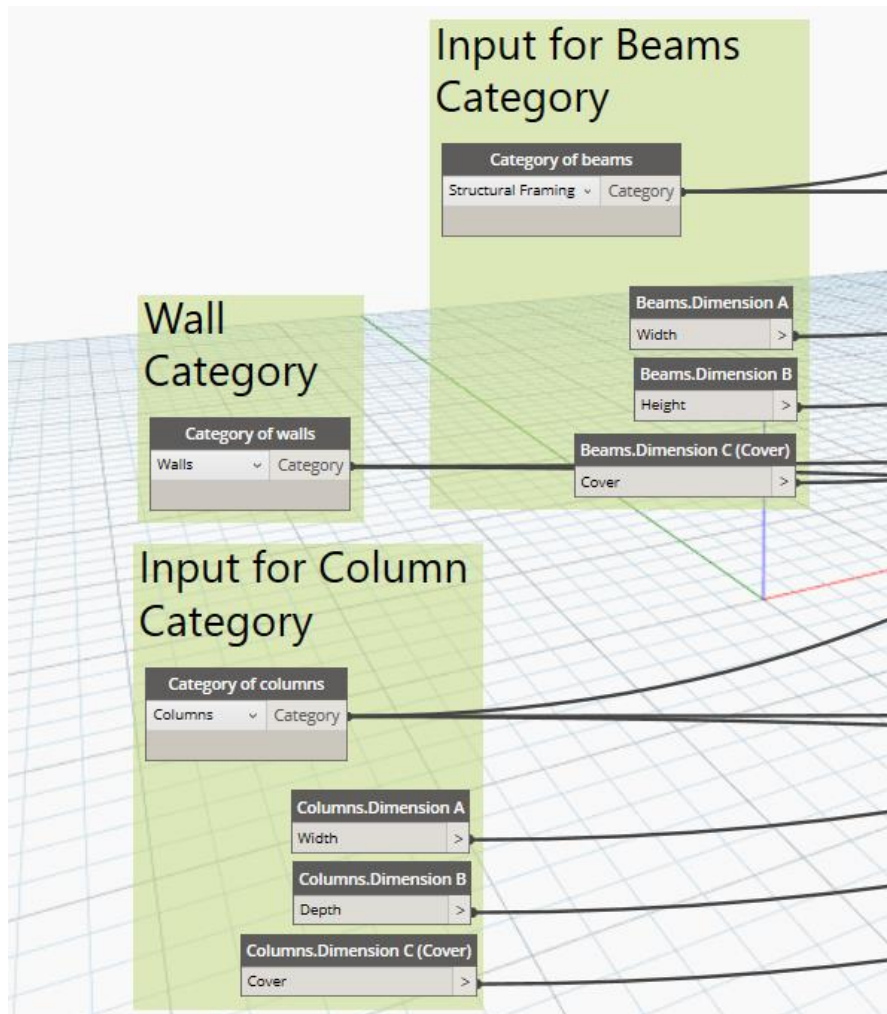 Input for Beams
Category
Category of beams
Structural Framing Category
Beams.Dimension A
Width >
Beams.Dimension B
Height >
Beams.Dimension C (Cover)
Cover >
Wall
Category
Category of walls
Walls Category
Input for Column
Category
Category of columns
Columns Category
Columns.Dimension A
Width >
Columns.Dimension B
Depth >
Columns.Dimension C (Cover)
Cover >